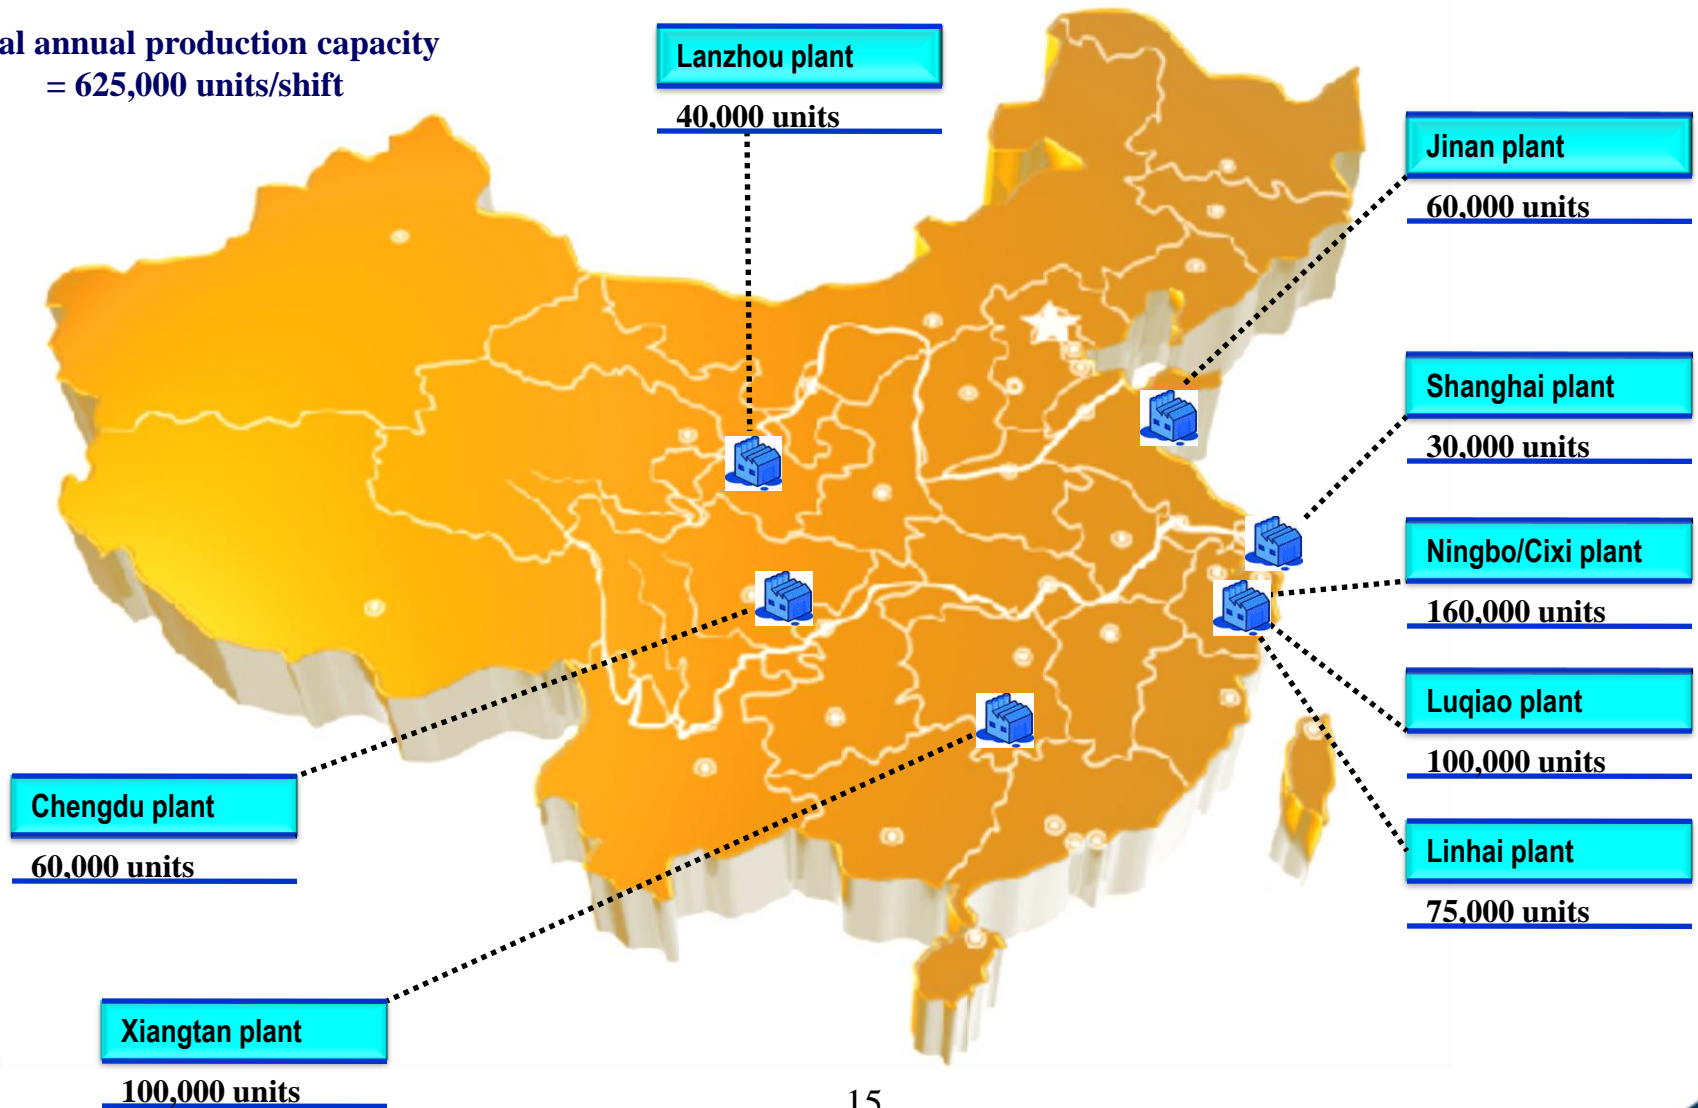 annual production capacity
= 625,000 units/shift
Lanzhou plant
40,000 units
Jinan plant
60,000 units
Shanghai plant
30,000 units
Ningbo/Cixi plant
160,000 units
Luqiao plant
100,000 units
Linhai plant
75,000 units
Chengdu plant
60,000 units
Xiangtan plant
100,000 units
15